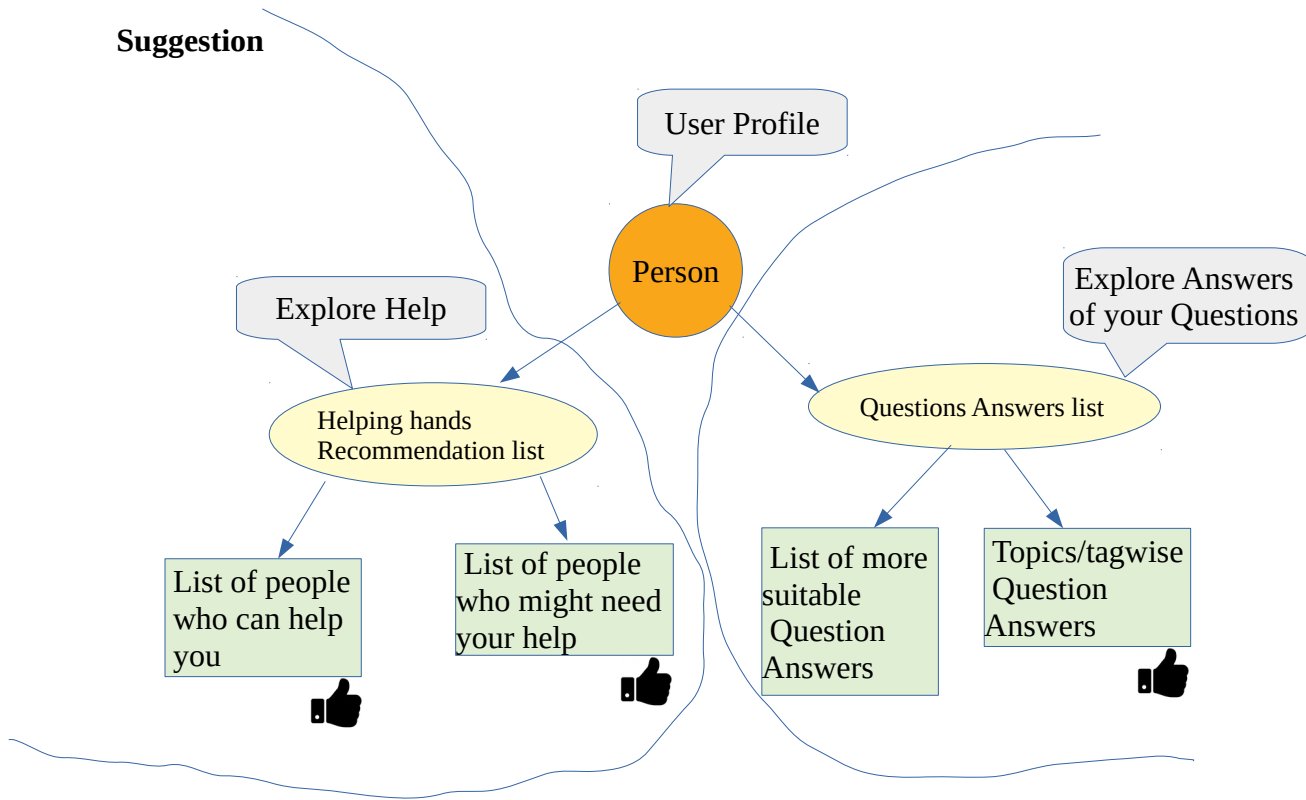 Suggestion
User Profile
Person
Explore Help
Explore Answers
of your Questions
Helping hands
Recommendation list
Questions Answers list
List of people
who can help
you
List of people
who might need
your help
List of more
suitable
Question
Answers
Topics/tagwise
Question
Answers